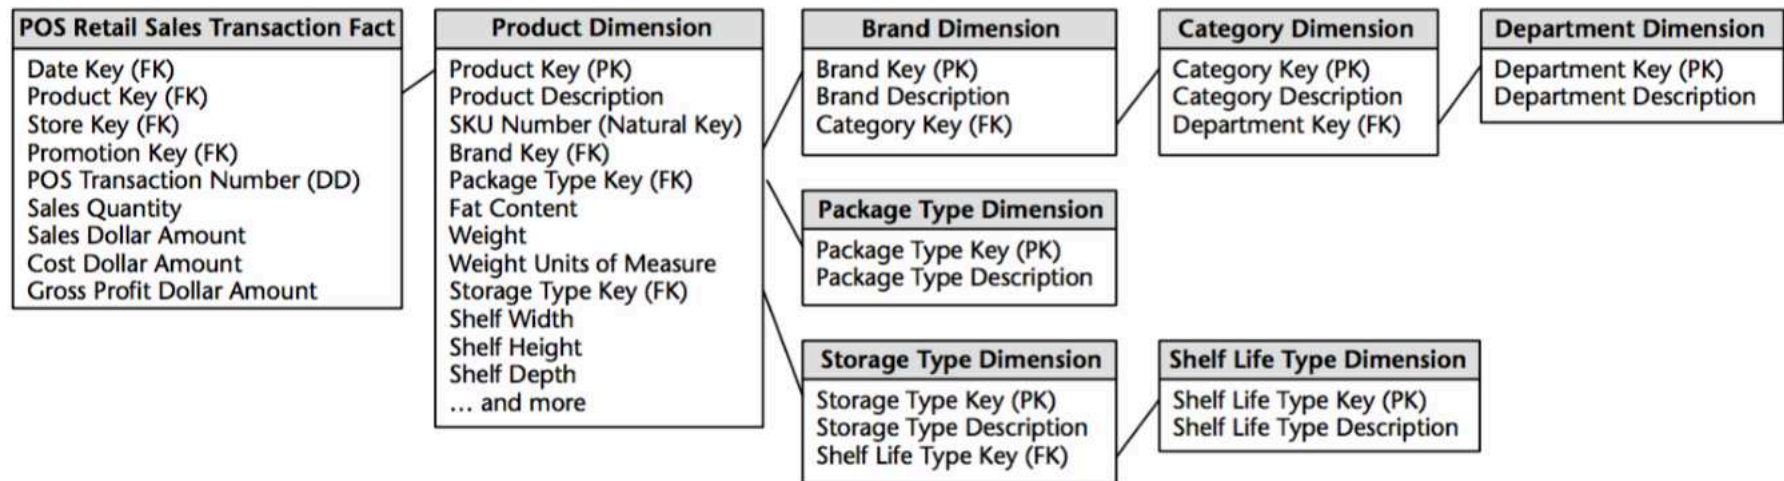 POS Retail Sales Transaction Fact
Date Key (FK)
Product Key (FK)
Store Key (FK)
Promotion Key (FK)
POS Transaction Number (DD)
Sales Quantity
Sales Dollar Amount
Cost Dollar Amount
Gross Profit Dollar Amount
Product Dimension
Product Key (PK)
Product Description
SKU Number (Natural Key)
Brand Key (FK)
Package Type Key (FK)
Fat Content
Weight
Weight Units of Measure
Storage Type Key (FK)
Shelf Width
Shelf Height
Shelf Depth
... and more
Brand Dimension
Brand Key (PK)
Brand Description
Category Key (FK)
Category Dimension
Category Key (PK)
Category Description
Department Key (FK)
Department Dimension
Department Key (PK)
Department Description
Package Type Dimension
Package Type Key (PK)
Package Type Description
Storage Type Dimension
Storage Type Key (PK)
Storage Type Description
Shelf Life Type Key (FK)
Shelf Life Type Dimension
Shelf Life Type Key (PK)
Shelf Life Type Description